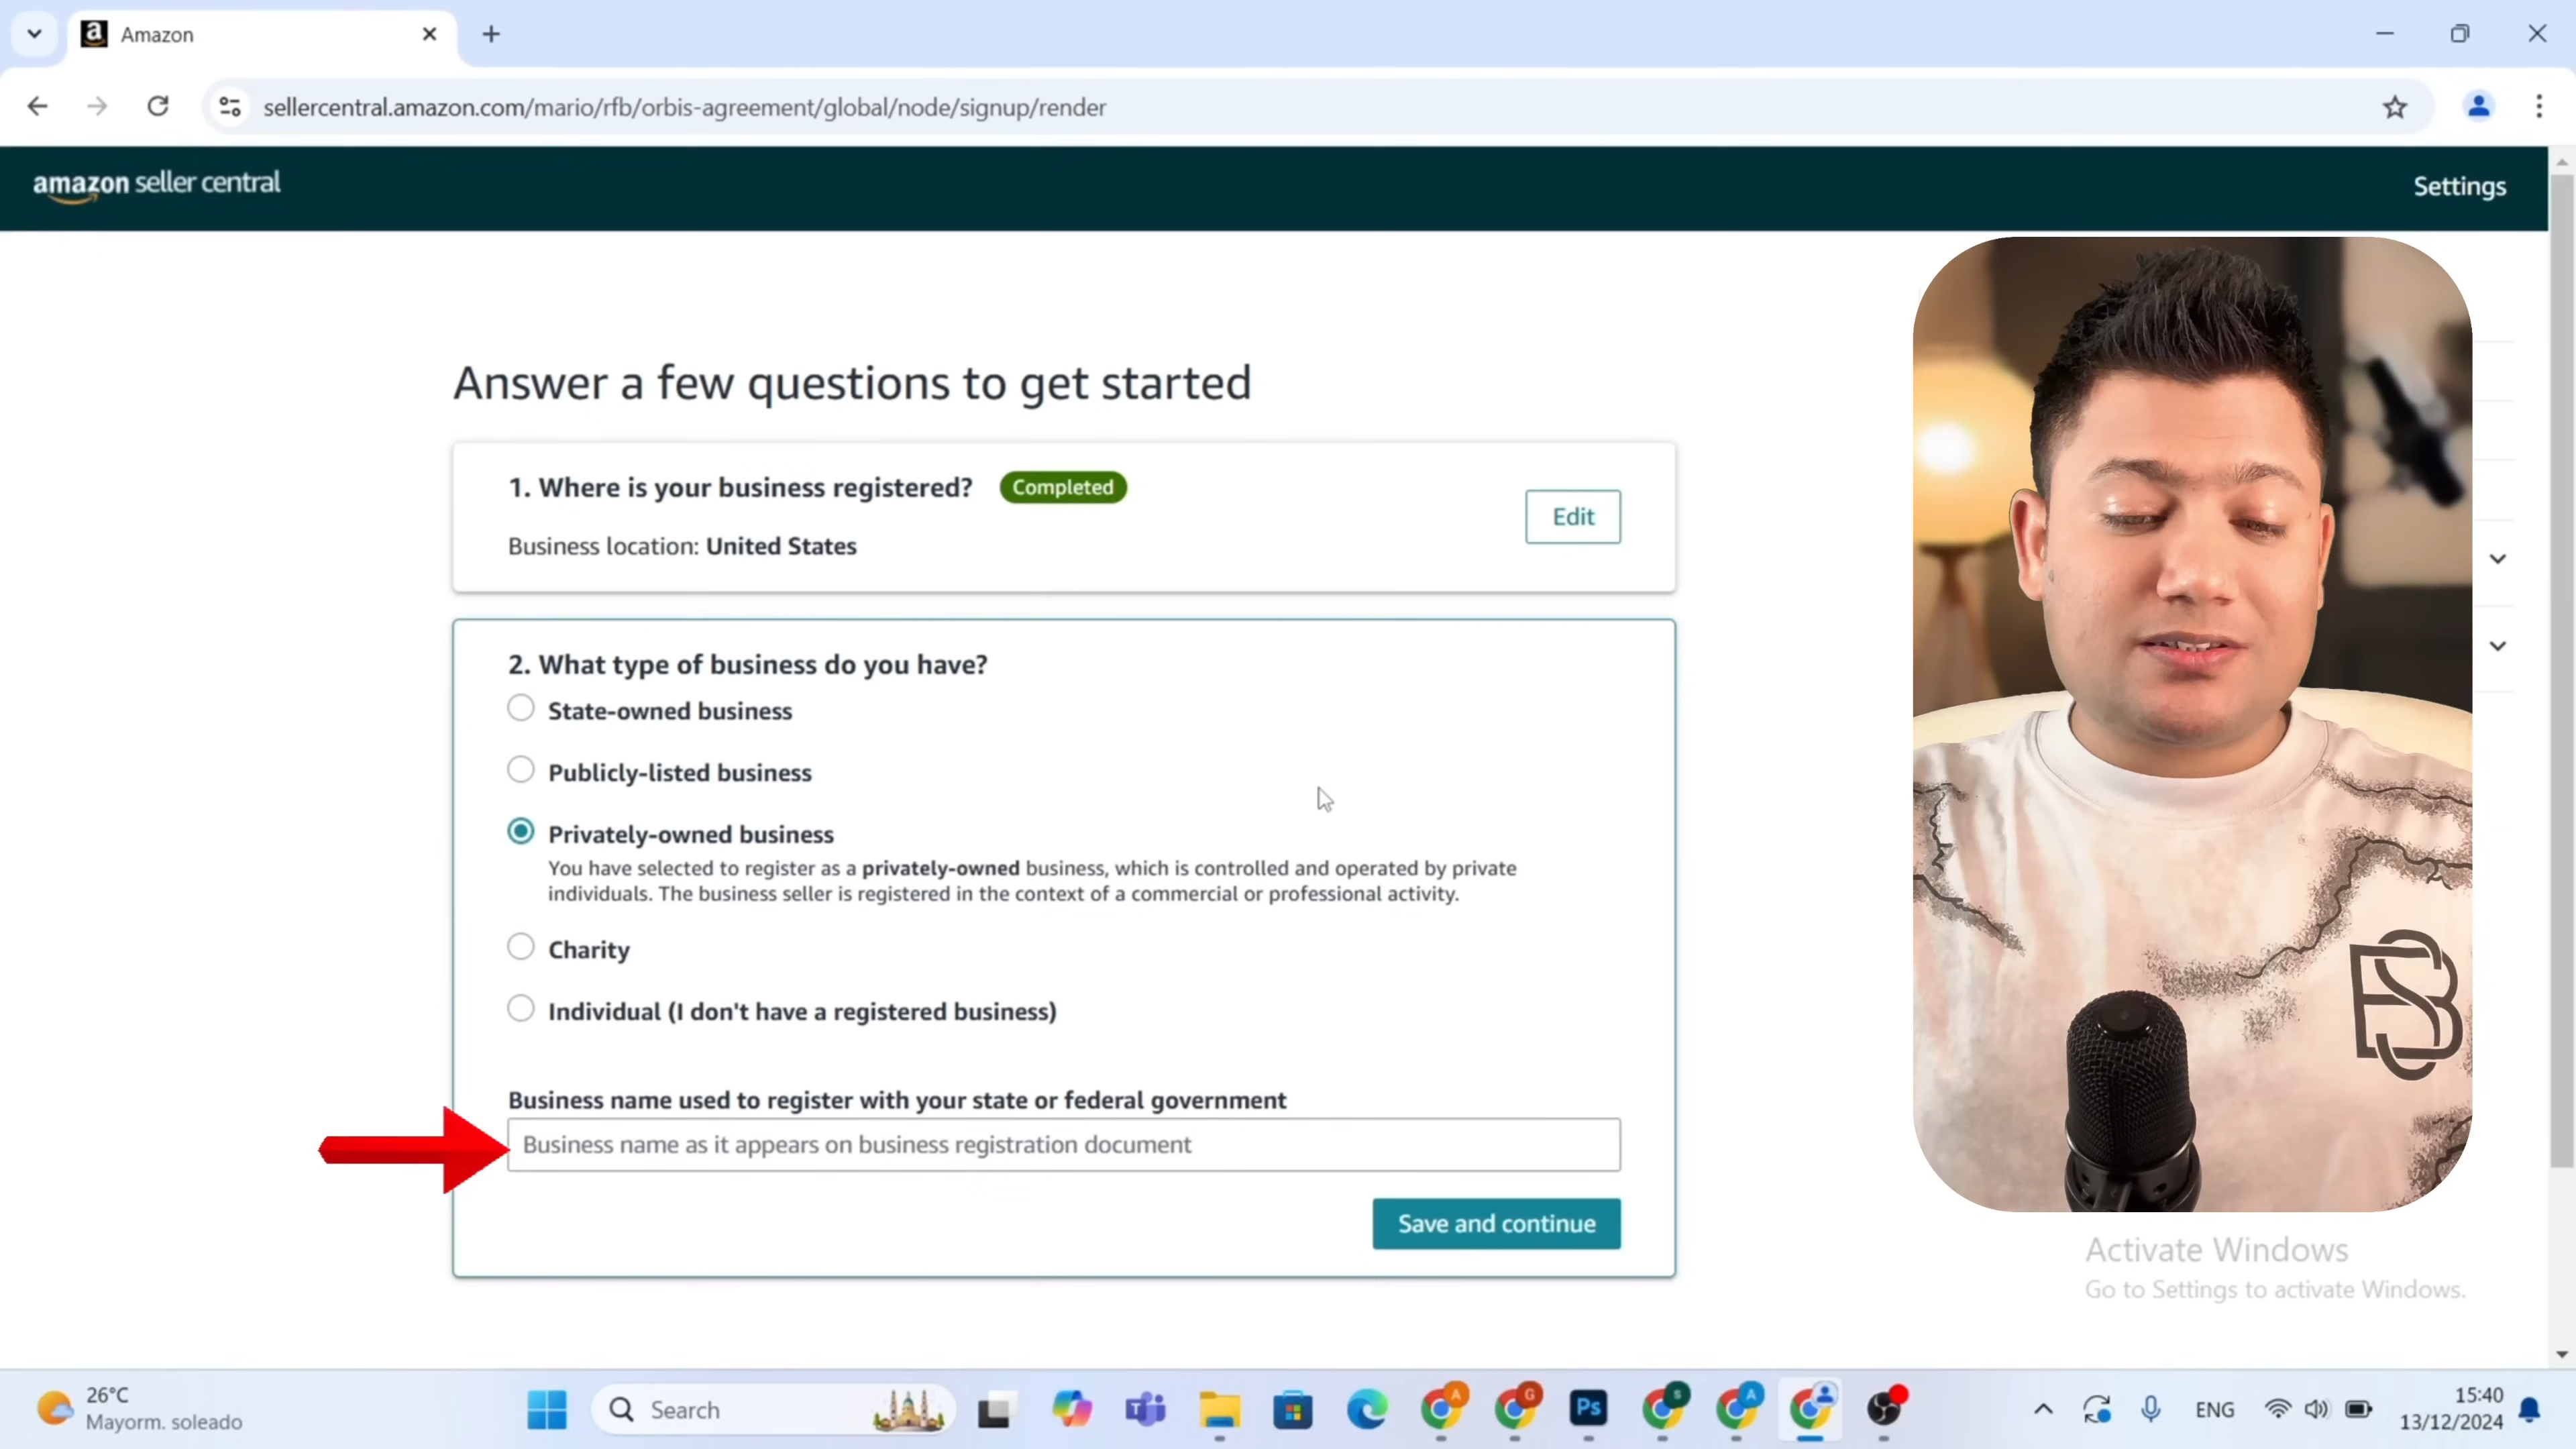 Amazon
sellercentral.amazon.com/mario/rfb/orbis-agreement/global/node/signup/render
amazon seller central
Settings
Answer a few questions to get started
1. Where is your business registered? Completed
Edit
Business location: United States
2. What type of business do you have?
State-owned business
Publicly-listed business
Privately-owned business
You have selected to register as a privately-owned business, which is controlled and operated by private
individuals. The business seller is registered in the context of a commercial or professional activity.
Charity
Individual (I don't have a registered business)
Business name used to register with your state or federal government
Business name as it appears on business registration document
Save and continue
Activate Windows
Go to Settings to activate Windows.
26°C
Mayorm. soleado
Search
A
G
Ps
S
A
ENG
15:40
13/12/2024